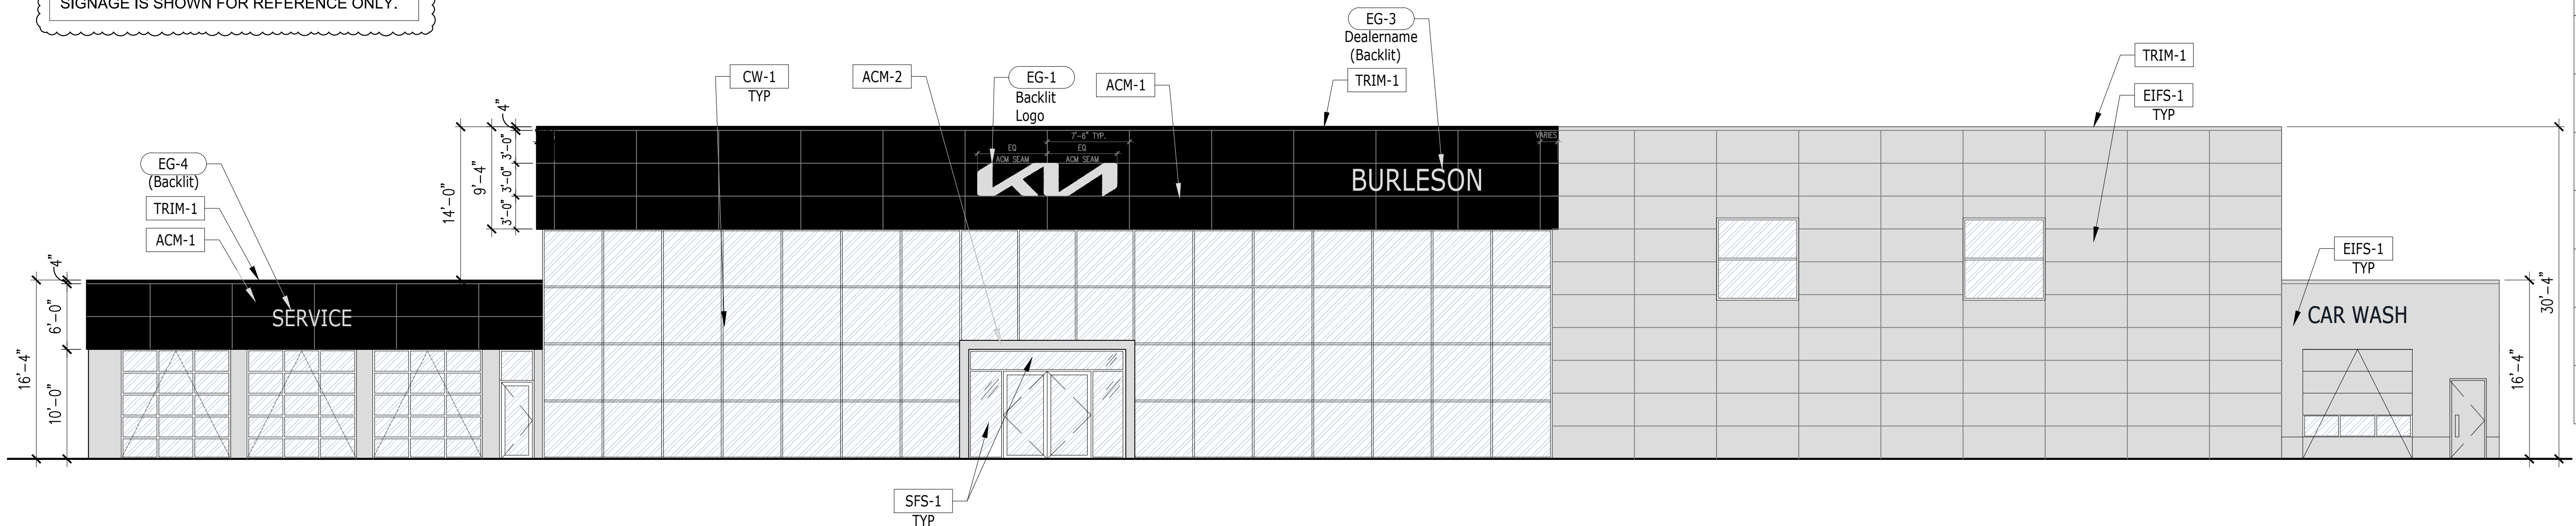 SIGNAGE IS SHOWN FOR REFERENCE ONLY.
EG-3
Dealername
(Backlit)
TRIM-1
CW-1
TYP
ACM-2
EG-1
Backlit
Logo
ACM-1
TRIM-1
EIFS-1
TYP
EG-4
(Backlit)
TRIM-1
ACM-1
14'-0"
9'-4"
4"
3'-0"
3'-0"
3'-0"
7'-6" TYP.
EQ
EQ
ACM SEAM
ACM SEAM
VARIES
KIA
BURLESON
SERVICE
EIFS-1
TYP
CAR WASH
16'-4"
4"
6'-0"
10'-0"
30'-4"
16'-4"
SFS-1
TYP